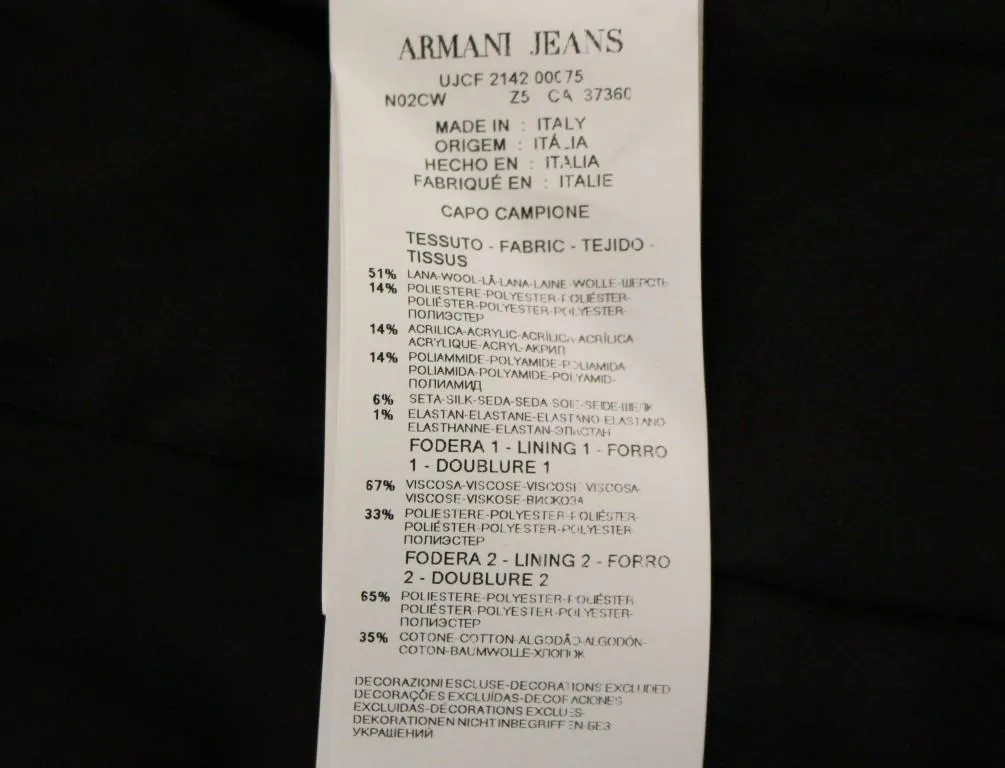 ARMANI JEANS
UJCF 2142 00075
N02CW Z5 CA 37360
MADE IN : ITALY
ORIGEM : ITÁLIA
HECHO EN : ITALIA
FABRIQUÉ EN : ITALIE
CAPO CAMPIONE
TESSUTO - FABRIC - TEJIDO -
TISSUS
51% LANA-WOOL-LÃ-LANA-LAINE-WOLLE-ШЕРСТЬ
14% POLIESTERE-POLYESTER-POLIÉSTER-
POLIÉSTER-POLYESTER-POLYESTER-
ПОЛИЭСТЕР
14% ACRILICA-ACRYLIC-ACRÍLICA-ACRÍLICA
ACRYLIQUE-ACRYL-АКРИЛ
14% POLIAMMIDE-POLYAMIDE-POLIAMIDA
POLIAMIDA-POLYAMIDE-POLYAMID-
ПОЛИАМИД
6% SETA-SILK-SEDA-SEDA-SOIE-SEIDE-ШЕЛК
1% ELASTAN-ELASTANE-ELASTANO-ELASTANO
ELASTHANNE-ELASTAN-ЭЛАСТАН
FODERA 1 - LINING 1 - FORRO
1 - DOUBLURE 1
67% VISCOSA-VISCOSE-VISCOSE-VISCOSA
VISCOSE-VISKOSE-ВИСКОЗА
33% POLIESTERE-POLYESTER-POLIÉSTER-
POLIÉSTER-POLYESTER-POLYESTER-
ПОЛИЭСТЕР
FODERA 2 - LINING 2 - FORRO
2 - DOUBLURE 2
65% POLIESTERE-POLYESTER-POLIÉSTER
POLIÉSTER-POLYESTER-POLYESTER-
ПОЛИЭСТЕР
35% COTONE-COTTON-ALGODÃO-ALGODÓN-
COTON-BAUMWOLLE-ХЛОПОК
DECORAZIONI ESCLUSE-DECORATIONS EXCLUDED
DECORAÇÕES EXCLUÍDAS-DECORACIONES
EXCLUIDAS-DÉCORATIONS EXCLUES-
DEKORATIONEN NICHT INBEGRIFFEN-БЕЗ
УКРАШЕНИЙ